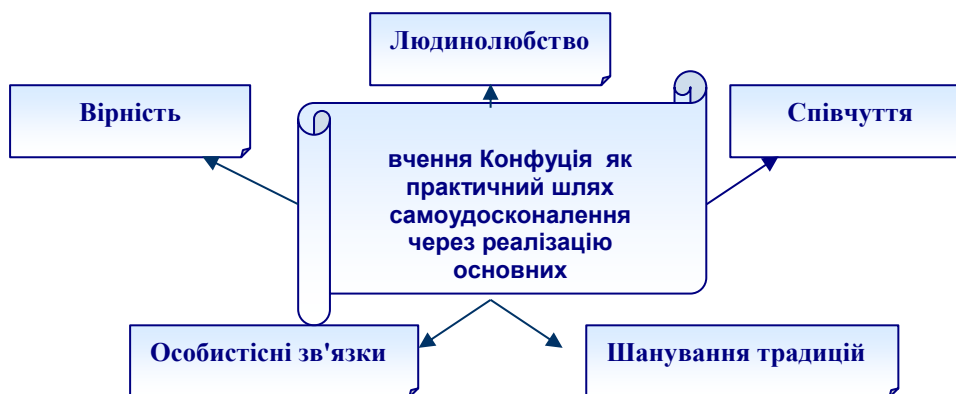 Людинолюбство
Вірність
Співчуття
вчення Конфуція як
практичний шлях
самоудосконалення
через реалізацію
основних
Особистісні зв'язки
Шанування традицій